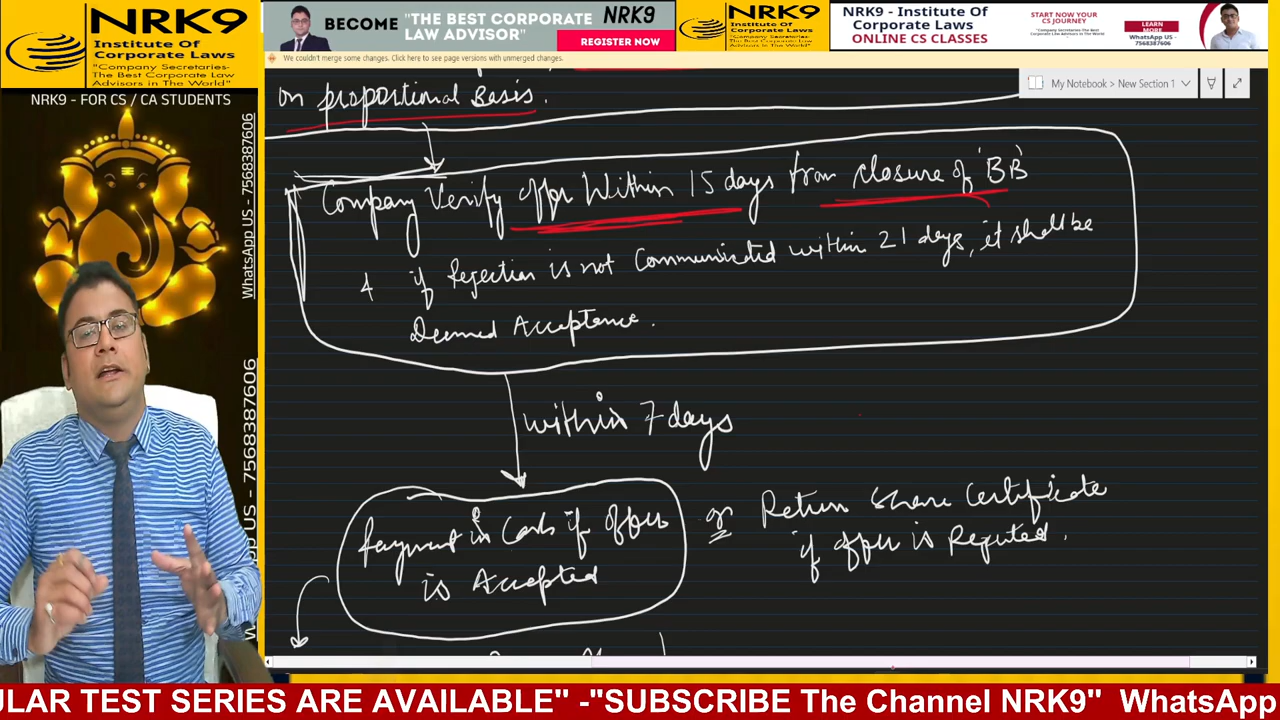 NRK9
Institute Of
Corporate Laws
"Company Secretaries-
The Best Corporate Law
Advisors in The World"
NRK9 - FOR CS / CA STUDENTS
BECOME "THE BEST CORPORATE LAW ADVISOR"
NRK9
REGISTER NOW
NRK9
Institute Of
Corporate Laws
NRK9 - Institute Of
Corporate Laws
ONLINE CS CLASSES
START NOW YOUR
CS JOURNEY
LEARN MORE
WhatsApp US -
7568387606
We couldn't merge some changes. Click here to see page versions with unmerged changes.
My Notebook > New Section 1
on proportional Basis.
Company Verify offer Within 15 days from closure of 'BB'
& if Rejection is not Communicated within 21 days, it shall be
Deemed Acceptance.
within 7 days
Payment in Cash if offer
is Accepted
or Return Share Certificate
if offer is Rejected.
WhatsApp US - 7568387606
WhatsApp US - 7568387606
ULAR TEST SERIES ARE AVAILABLE" -"SUBSCRIBE The Channel NRK9" WhatsApp